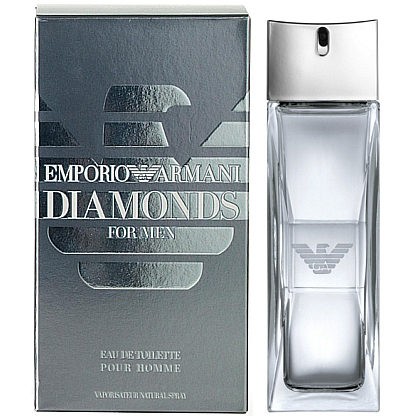 EMPORIO ARMANI
DIAMONDS
FOR MEN
EAU DE TOILETTE
POUR HOMME
VAPORISATEUR NATURAL SPRAY